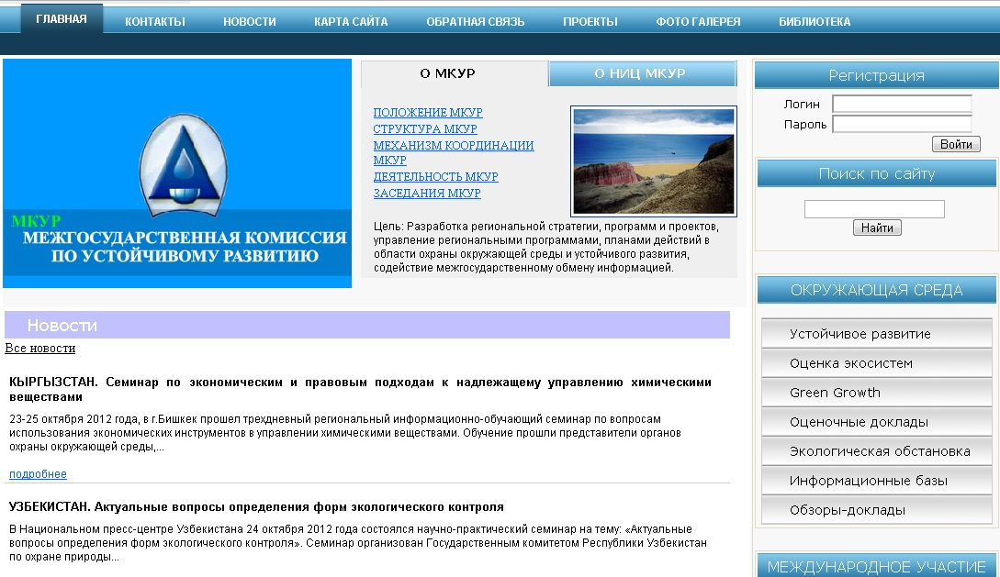 ГЛАВНАЯ КОНТАКТЫ НОВОСТИ КАРТА САЙТА ОБРАТНАЯ СВЯЗЬ ПРОЕКТЫ ФОТО ГАЛЕРЕЯ БИБЛИОТЕКА
МКУР
МЕЖГОСУДАРСТВЕННАЯ КОМИССИЯ
ПО УСТОЙЧИВОМУ РАЗВИТИЮ
О МКУР О НИЦ МКУР
ПОЛОЖЕНИЕ МКУР
СТРУКТУРА МКУР
МЕХАНИЗМ КООРДИНАЦИИ
МКУР
ДЕЯТЕЛЬНОСТЬ МКУР
ЗАСЕДАНИЯ МКУР
Цель: Разработка региональной стратегии, программ и проектов,
управление региональными программами, планами действий в
области охраны окружающей среды и устойчивого развития,
содействие межгосударственному обмену информацией.
Новости
Все новости
КЫРГЫЗСТАН. Семинар по экономическим и правовым подходам к надлежащему управлению химическими
веществами
23-25 октября 2012 года, в г.Бишкек прошел трехдневный региональный информационно-обучающий семинар по вопросам
использования экономических инструментов в управлении химическими веществами. Обучение прошли представители органов
охраны окружающей среды,...
подробнее
УЗБЕКИСТАН. Актуальные вопросы определения форм экологического контроля
В Национальном пресс-центре Узбекистана 24 октября 2012 года состоялся научно-практический семинар на тему: «Актуальные
вопросы определения форм экологического контроля». Семинар организован Государственным комитетом Республики Узбекистан
по охране природы...
Регистрация
Логин
Пароль
Войти
Поиск по сайту
Найти
ОКРУЖАЮЩАЯ СРЕДА
Устойчивое развитие
Оценка экосистем
Green Growth
Оценочные доклады
Экологическая обстановка
Информационные базы
Обзоры-доклады
МЕЖДУНАРОДНОЕ УЧАСТИЕ